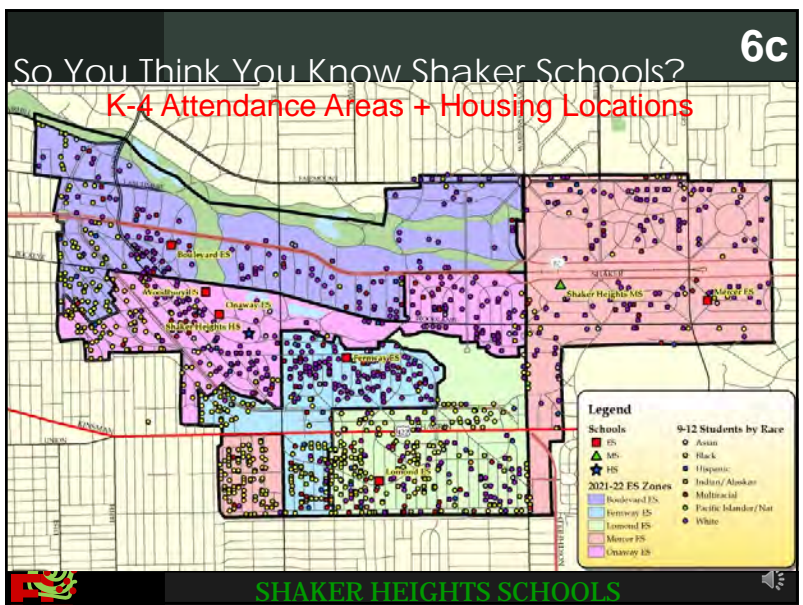 6c
So You Think You Know Shaker Schools?
K-4 Attendance Areas + Housing Locations
FAIRMOUNT
Boulevard ES
SHAKER
Woodbury ES
Mercer ES
Shaker Heights MS
Onaway ES
Shaker Heights HS
Fernway ES
KINSMAN
UNION
Lomond ES
Legend
Schools
ES
MS
HS
2021-22 ES Zones
Boulevard ES
Fernway ES
Lomond ES
Mercer ES
Onaway ES
9-12 Students by Race
Asian
Black
Hispanic
Indian/Alaskan
Multiracial
Pacific Islander/Nat
White
SHAKER HEIGHTS SCHOOLS